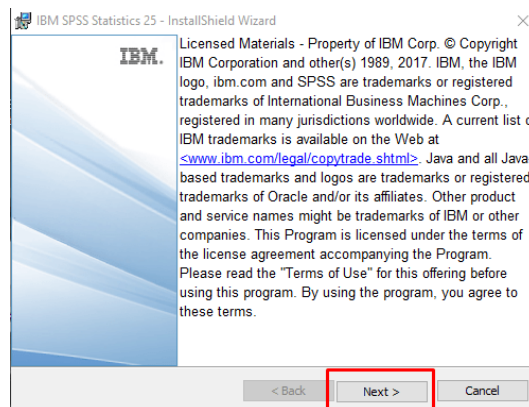 IBM SPSS Statistics 25 - InstallShield Wizard
IBM.
Licensed Materials - Property of IBM Corp. © Copyright
IBM Corporation and other(s) 1989, 2017. IBM, the IBM
logo, ibm.com and SPSS are trademarks or registered
trademarks of International Business Machines Corp.,
registered in many jurisdictions worldwide. A current list o
IBM trademarks is available on the Web at
<www.ibm.com/legal/copytrade.shtml>. Java and all Java
based trademarks and logos are trademarks or registered
trademarks of Oracle and/or its affiliates. Other product
and service names might be trademarks of IBM or other
companies. This Program is licensed under the terms of
the license agreement accompanying the Program.
Please read the "Terms of Use" for this offering before
using this program. By using the program, you agree to
these terms.
< Back Next > Cancel